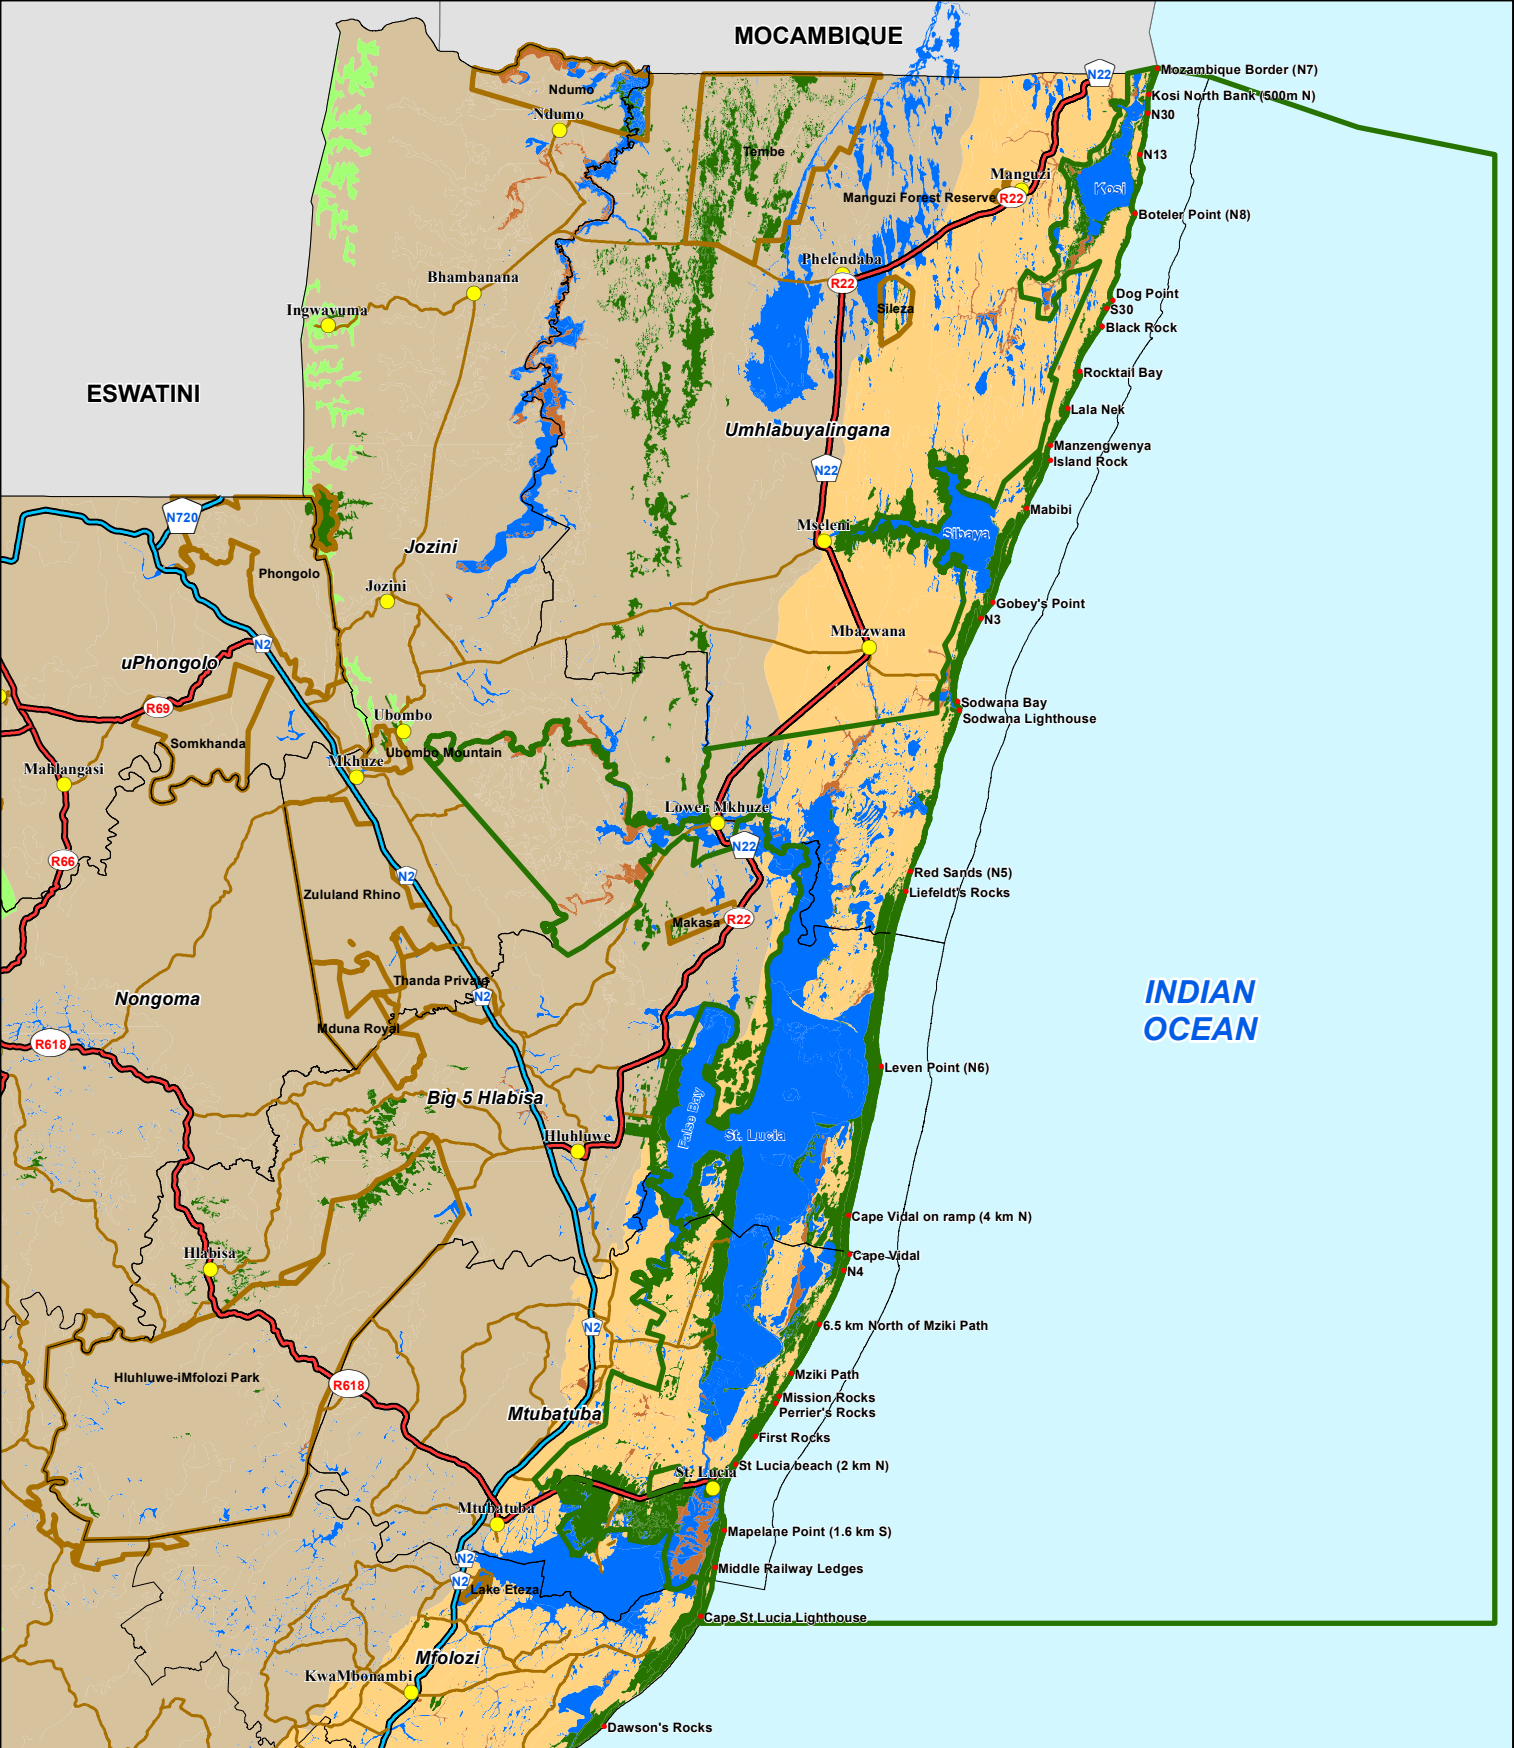 MOCAMBIQUE
N22
Mozambique Border (N7)
Ndumo
Kosi North Bank (500m N)
Ndumo
N30
Tembe
N13
Manguzi
Kosi
Manguzi Forest Reserve
R22
Boteler Point (N8)
Phelendaba
Bhambanana
R22
Dog Point
Ingwavuma
Sileza
S30
Black Rock
Rocktail Bay
ESWATINI
Lala Nek
Umhlabuyalingana
Manzengwenya
Island Rock
N22
Mabibi
N720
Mseleni
Sibaya
Jozini
Phongolo
Jozini
Gobey's Point
N3
Mbazwana
N2
uPhongolo
Sodwana Bay
R69
Ubombo
Sodwana Lighthouse
Somkhanda
Ubombo Mountain
Mahlangasi
Mkhuze
Lower Mkhuze
N22
R66
N2
Red Sands (N5)
Zululand Rhino
Liefeldt's Rocks
Makasa
R22
Thanda Private
N2
INDIAN
OCEAN
Nongoma
Mduna Royal
R618
Leven Point (N6)
Big 5 Hlabisa
False Bay
St. Lucia
Hluhluwe
Cape Vidal on ramp (4 km N)
Hlabisa
Cape Vidal
N4
N2
6.5 km North of Mziki Path
Hluhluwe-iMfolozi Park
R618
Mziki Path
Mission Rocks
Mtubatuba
Perrier's Rocks
First Rocks
St Lucia beach (2 km N)
St. Lucia
Mtubatuba
Mapelane Point (1.6 km S)
N2
Middle Railway Ledges
N2
Lake Eteza
Cape St Lucia Lighthouse
Mfolozi
KwaMbonambi
Dawson's Rocks